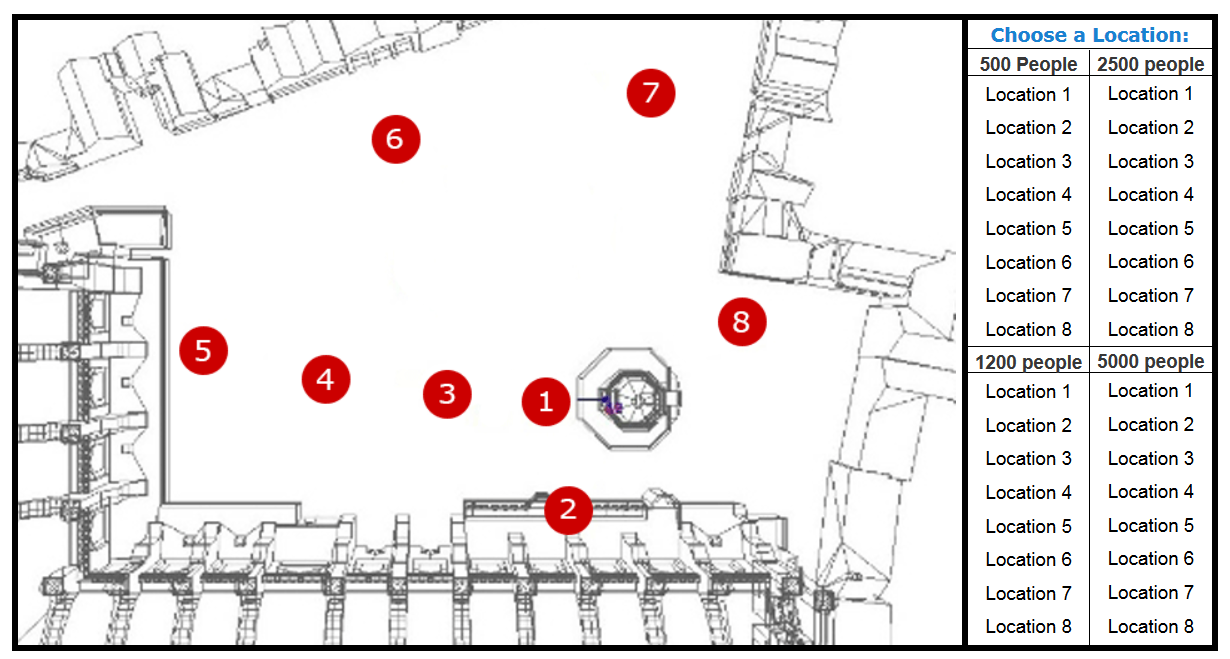 7
6
8
5
4
3
1
2
Choose a Location:
500 People
2500 people
Location 1
Location 1
Location 2
Location 2
Location 3
Location 3
Location 4
Location 4
Location 5
Location 5
Location 6
Location 6
Location 7
Location 7
Location 8
Location 8
1200 people
5000 people
Location 1
Location 1
Location 2
Location 2
Location 3
Location 3
Location 4
Location 4
Location 5
Location 5
Location 6
Location 6
Location 7
Location 7
Location 8
Location 8